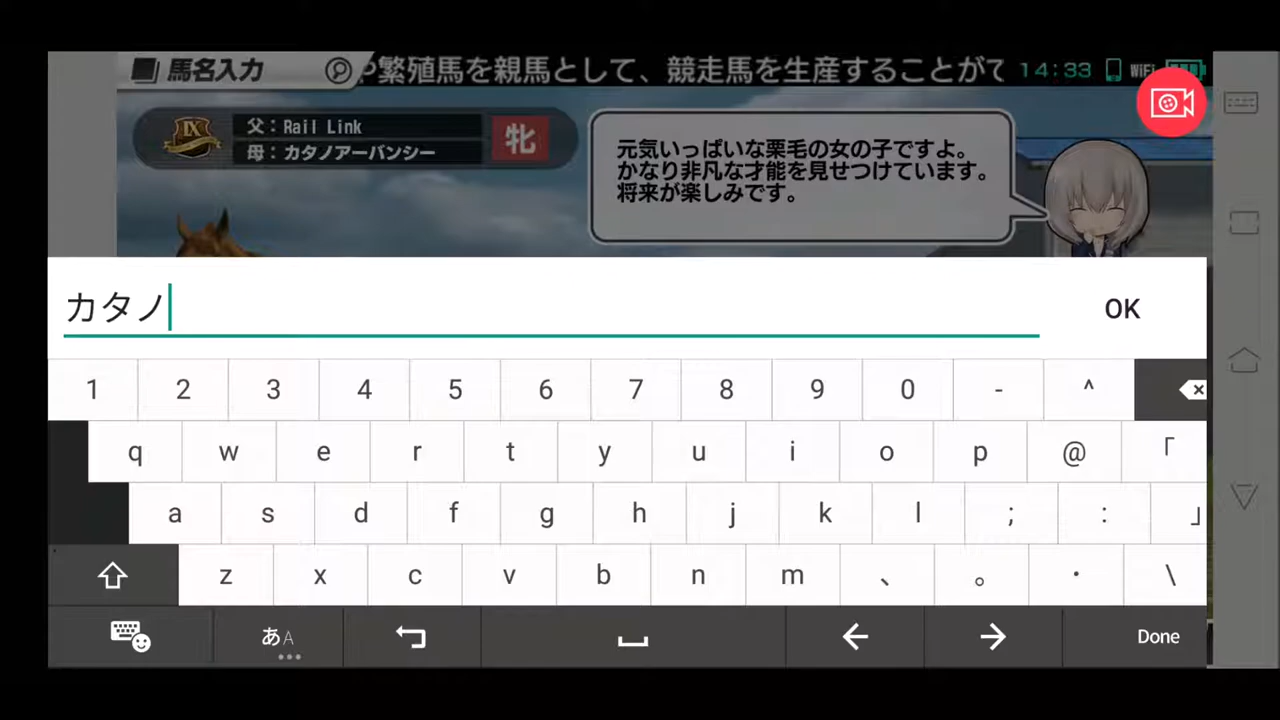 馬名入力
や繁殖馬を親馬として、競走馬を生産することがて
14:33
WiFi
IX
父:Rail Link
母:カタノアーバンシー
牝
元気いっぱいな栗毛の女の子ですよ。
かなり非凡な才能を見せつけています。
将来が楽しみです。
カタノ
OK
1 2 3 4 5 6 7 8 9 0 - ^
q w e r t y u i o p @ 「
a s d f g h j k l ; : 」
z x c v b n m 、 。 ・ \
あA
Done